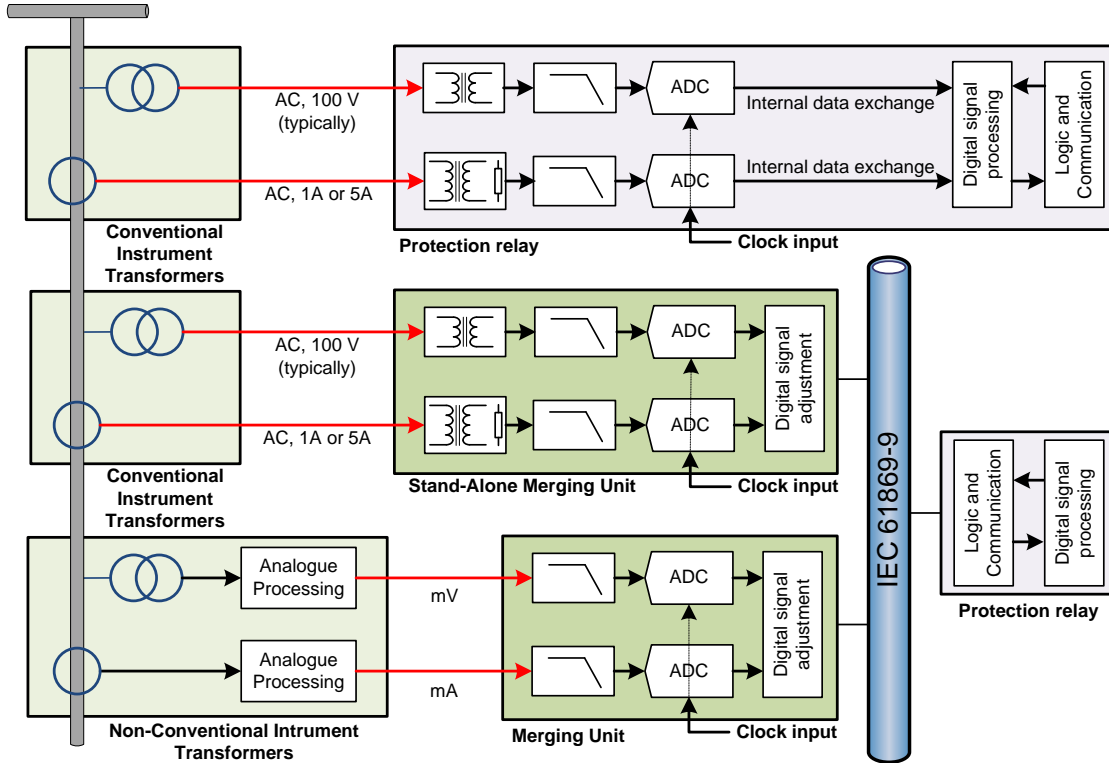 AC, 100 V
(typically)
AC, 1A or 5A
ADC
ADC
Internal data exchange
Internal data exchange
Digital signal
processing
Logic and
Communication
Conventional
Instrument
Transformers
Protection relay
Clock input
AC, 100 V
(typically)
AC, 1A or 5A
ADC
ADC
Digital signal
adjustment
Conventional
Instrument
Transformers
Stand-Alone Merging Unit
Clock input
IEC 61869-9
Logic and
Communication
Digital signal
processing
Protection relay
Analogue
Processing
Analogue
Processing
mV
mA
ADC
ADC
Digital signal
adjustment
Non-Conventional Intrument
Transformers
Merging Unit
Clock input